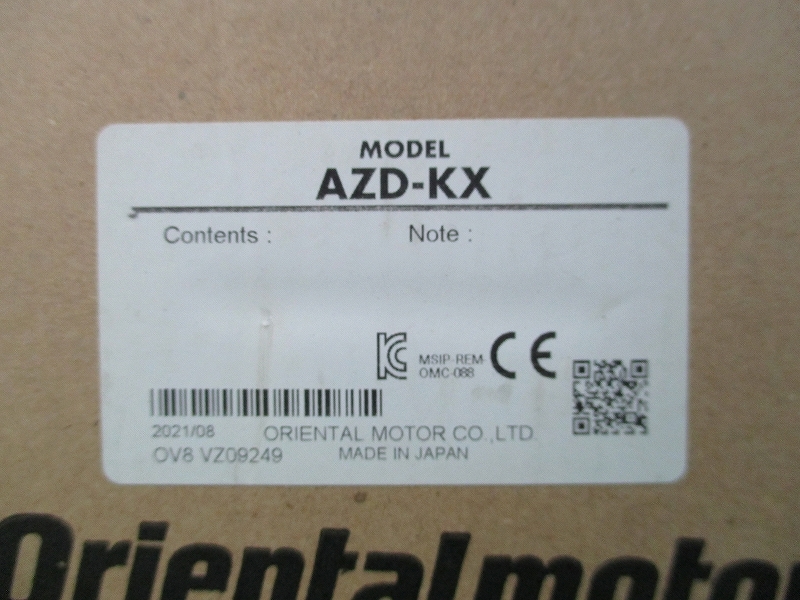 MODEL
AZD-KX
Contents : Note :
MSIP-REM-
OMC-088
CE
2021/08 ORIENTAL MOTOR CO.,LTD.
OV8 VZ09249 MADE IN JAPAN
Orientalmotor